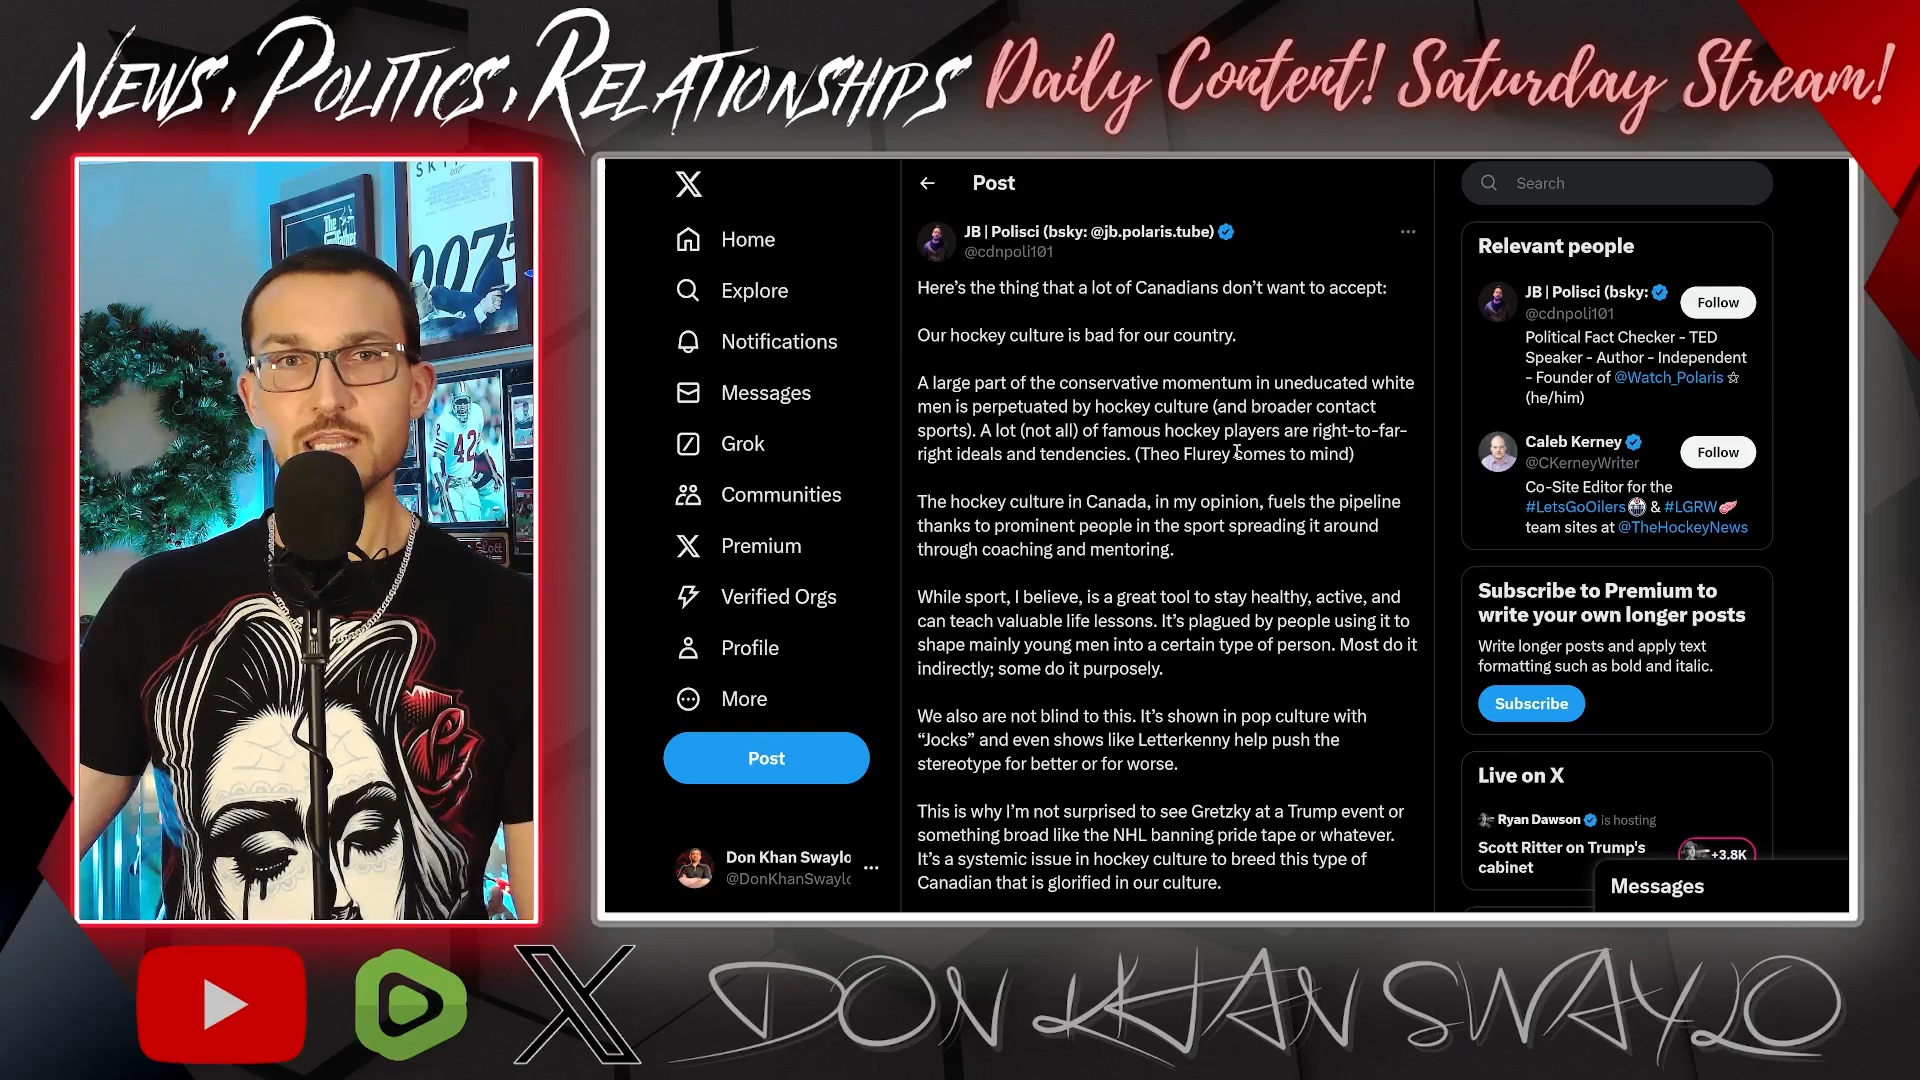 NEWS, POLITICS, RELATIONSHIPS Daily Content! Saturday Stream!
The Godfather
SKYF
007
007
42
Lott
X
Home
Explore
Notifications
Messages
Grok
Communities
Premium
Verified Orgs
Profile
More
Post
Don Khan Swaylo
@DonKhanSwaylo
Post
JB | Polisci (bsky: @jb.polaris.tube)
@cdnpoli101
Here’s the thing that a lot of Canadians don’t want to accept:
Our hockey culture is bad for our country.
A large part of the conservative momentum in uneducated white
men is perpetuated by hockey culture (and broader contact
sports). A lot (not all) of famous hockey players are right-to-far-
right ideals and tendencies. (Theo Flurey comes to mind)
The hockey culture in Canada, in my opinion, fuels the pipeline
thanks to prominent people in the sport spreading it around
through coaching and mentoring.
While sport, I believe, is a great tool to stay healthy, active, and
can teach valuable life lessons. It’s plagued by people using it to
shape mainly young men into a certain type of person. Most do it
indirectly; some do it purposely.
We also are not blind to this. It’s shown in pop culture with
“Jocks” and even shows like Letterkenny help push the
stereotype for better or for worse.
This is why I’m not surprised to see Gretzky at a Trump event or
something broad like the NHL banning pride tape or whatever.
It’s a systemic issue in hockey culture to breed this type of
Canadian that is glorified in our culture.
Search
Relevant people
JB | Polisci (bsky:
@cdnpoli101
Follow
Political Fact Checker - TED
Speaker - Author - Independent
- Founder of @Watch_Polaris ☆
(he/him)
Caleb Kerney
@CKerneyWriter
Follow
Co-Site Editor for the
#LetsGoOilers & #LGRW
team sites at @TheHockeyNews
Subscribe to Premium to
write your own longer posts
Write longer posts and apply text
formatting such as bold and italic.
Subscribe
Live on X
Ryan Dawson is hosting
Scott Ritter on Trump's
cabinet
+3.8K
Messages
X DON KHAN SWAYLO